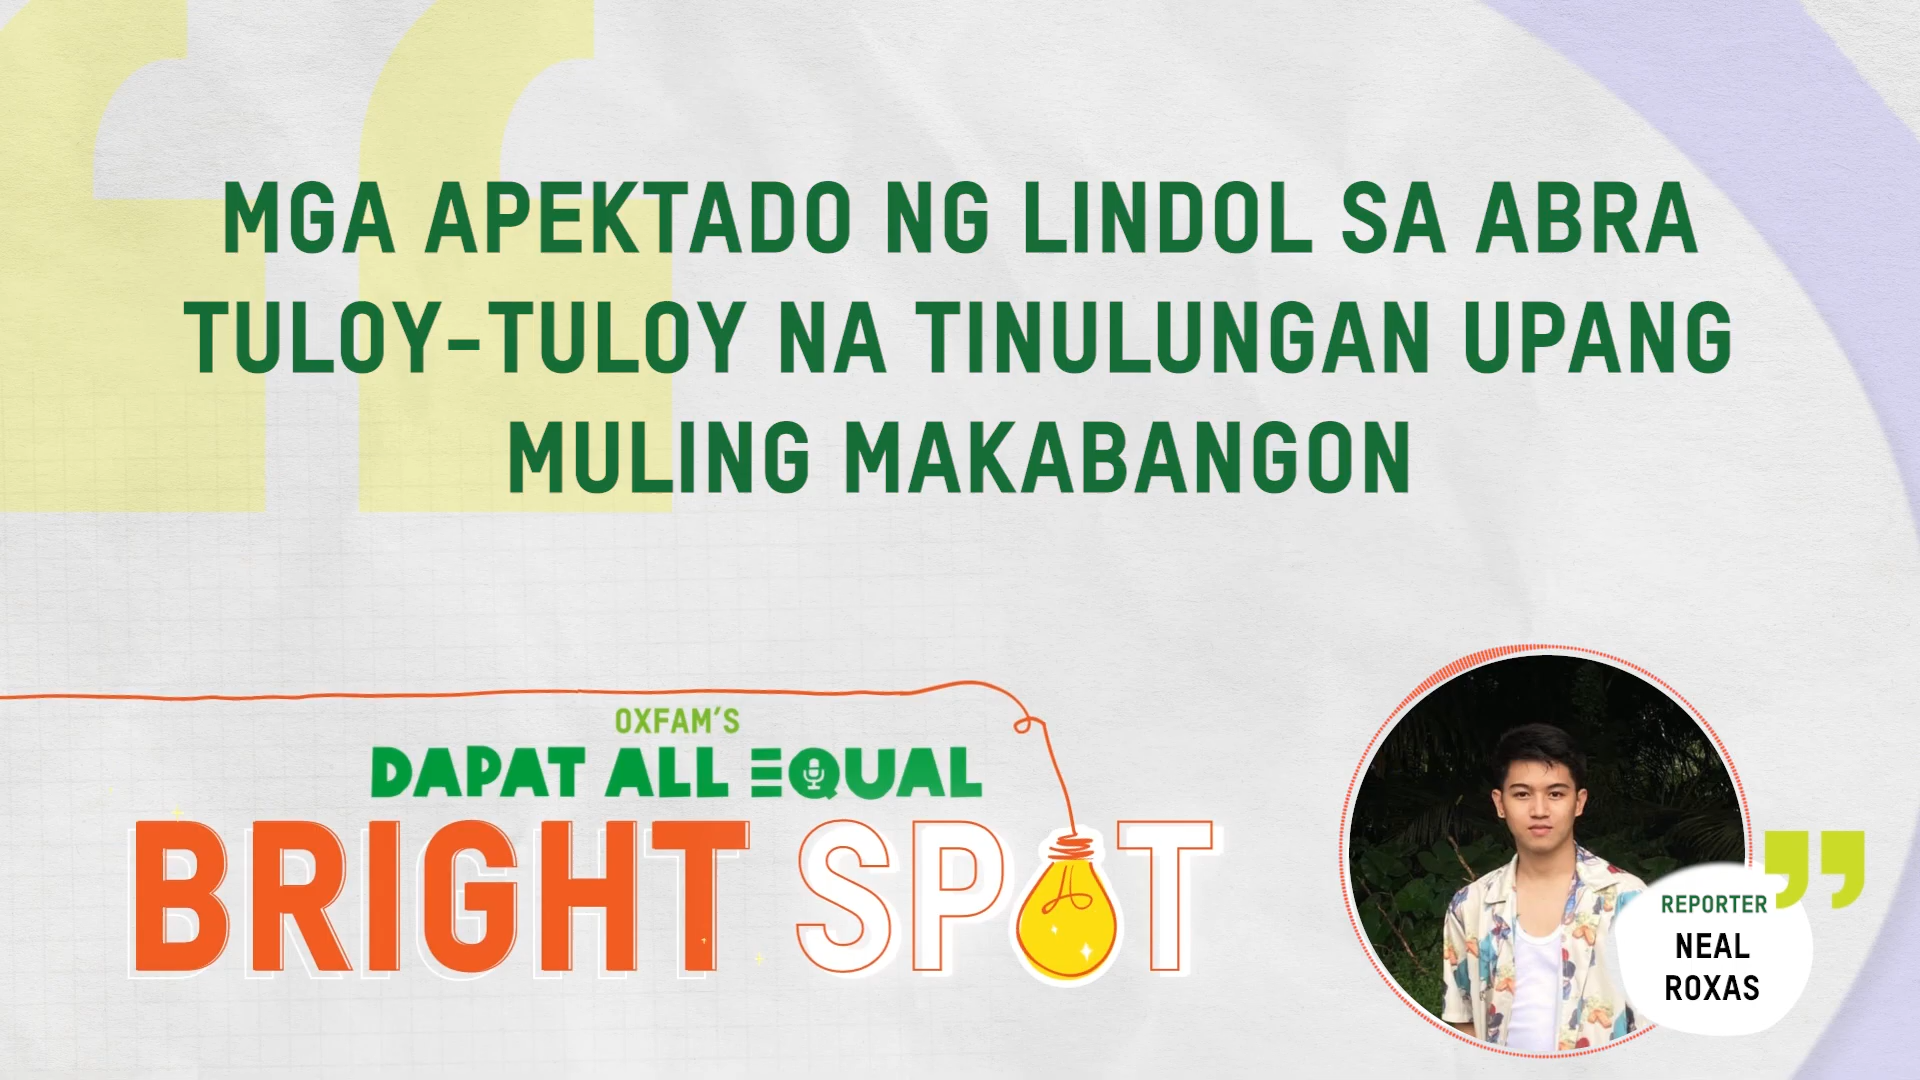 MGA APEKTADO NG LINDOL SA ABRA
TULOY-TULOY NA TINULUNGAN UPANG
MULING MAKABANGON
OXFAM'S
DAPAT ALL EQUAL
BRIGHT SPOT
REPORTER
NEAL
ROXAS